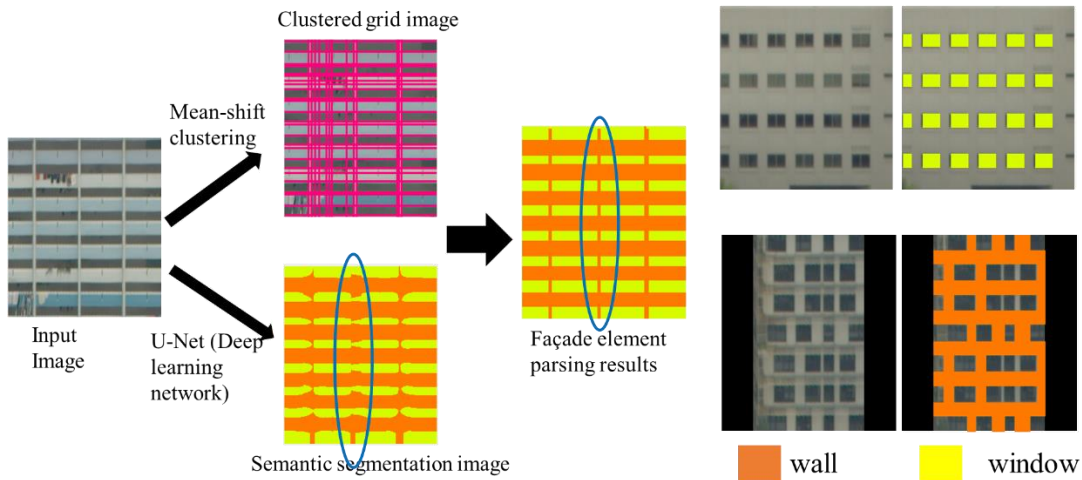 Clustered grid image
Mean-shift
clustering
Input
Image
U-Net (Deep
learning
network)
Semantic segmentation image
Façade element
parsing results
wall
window